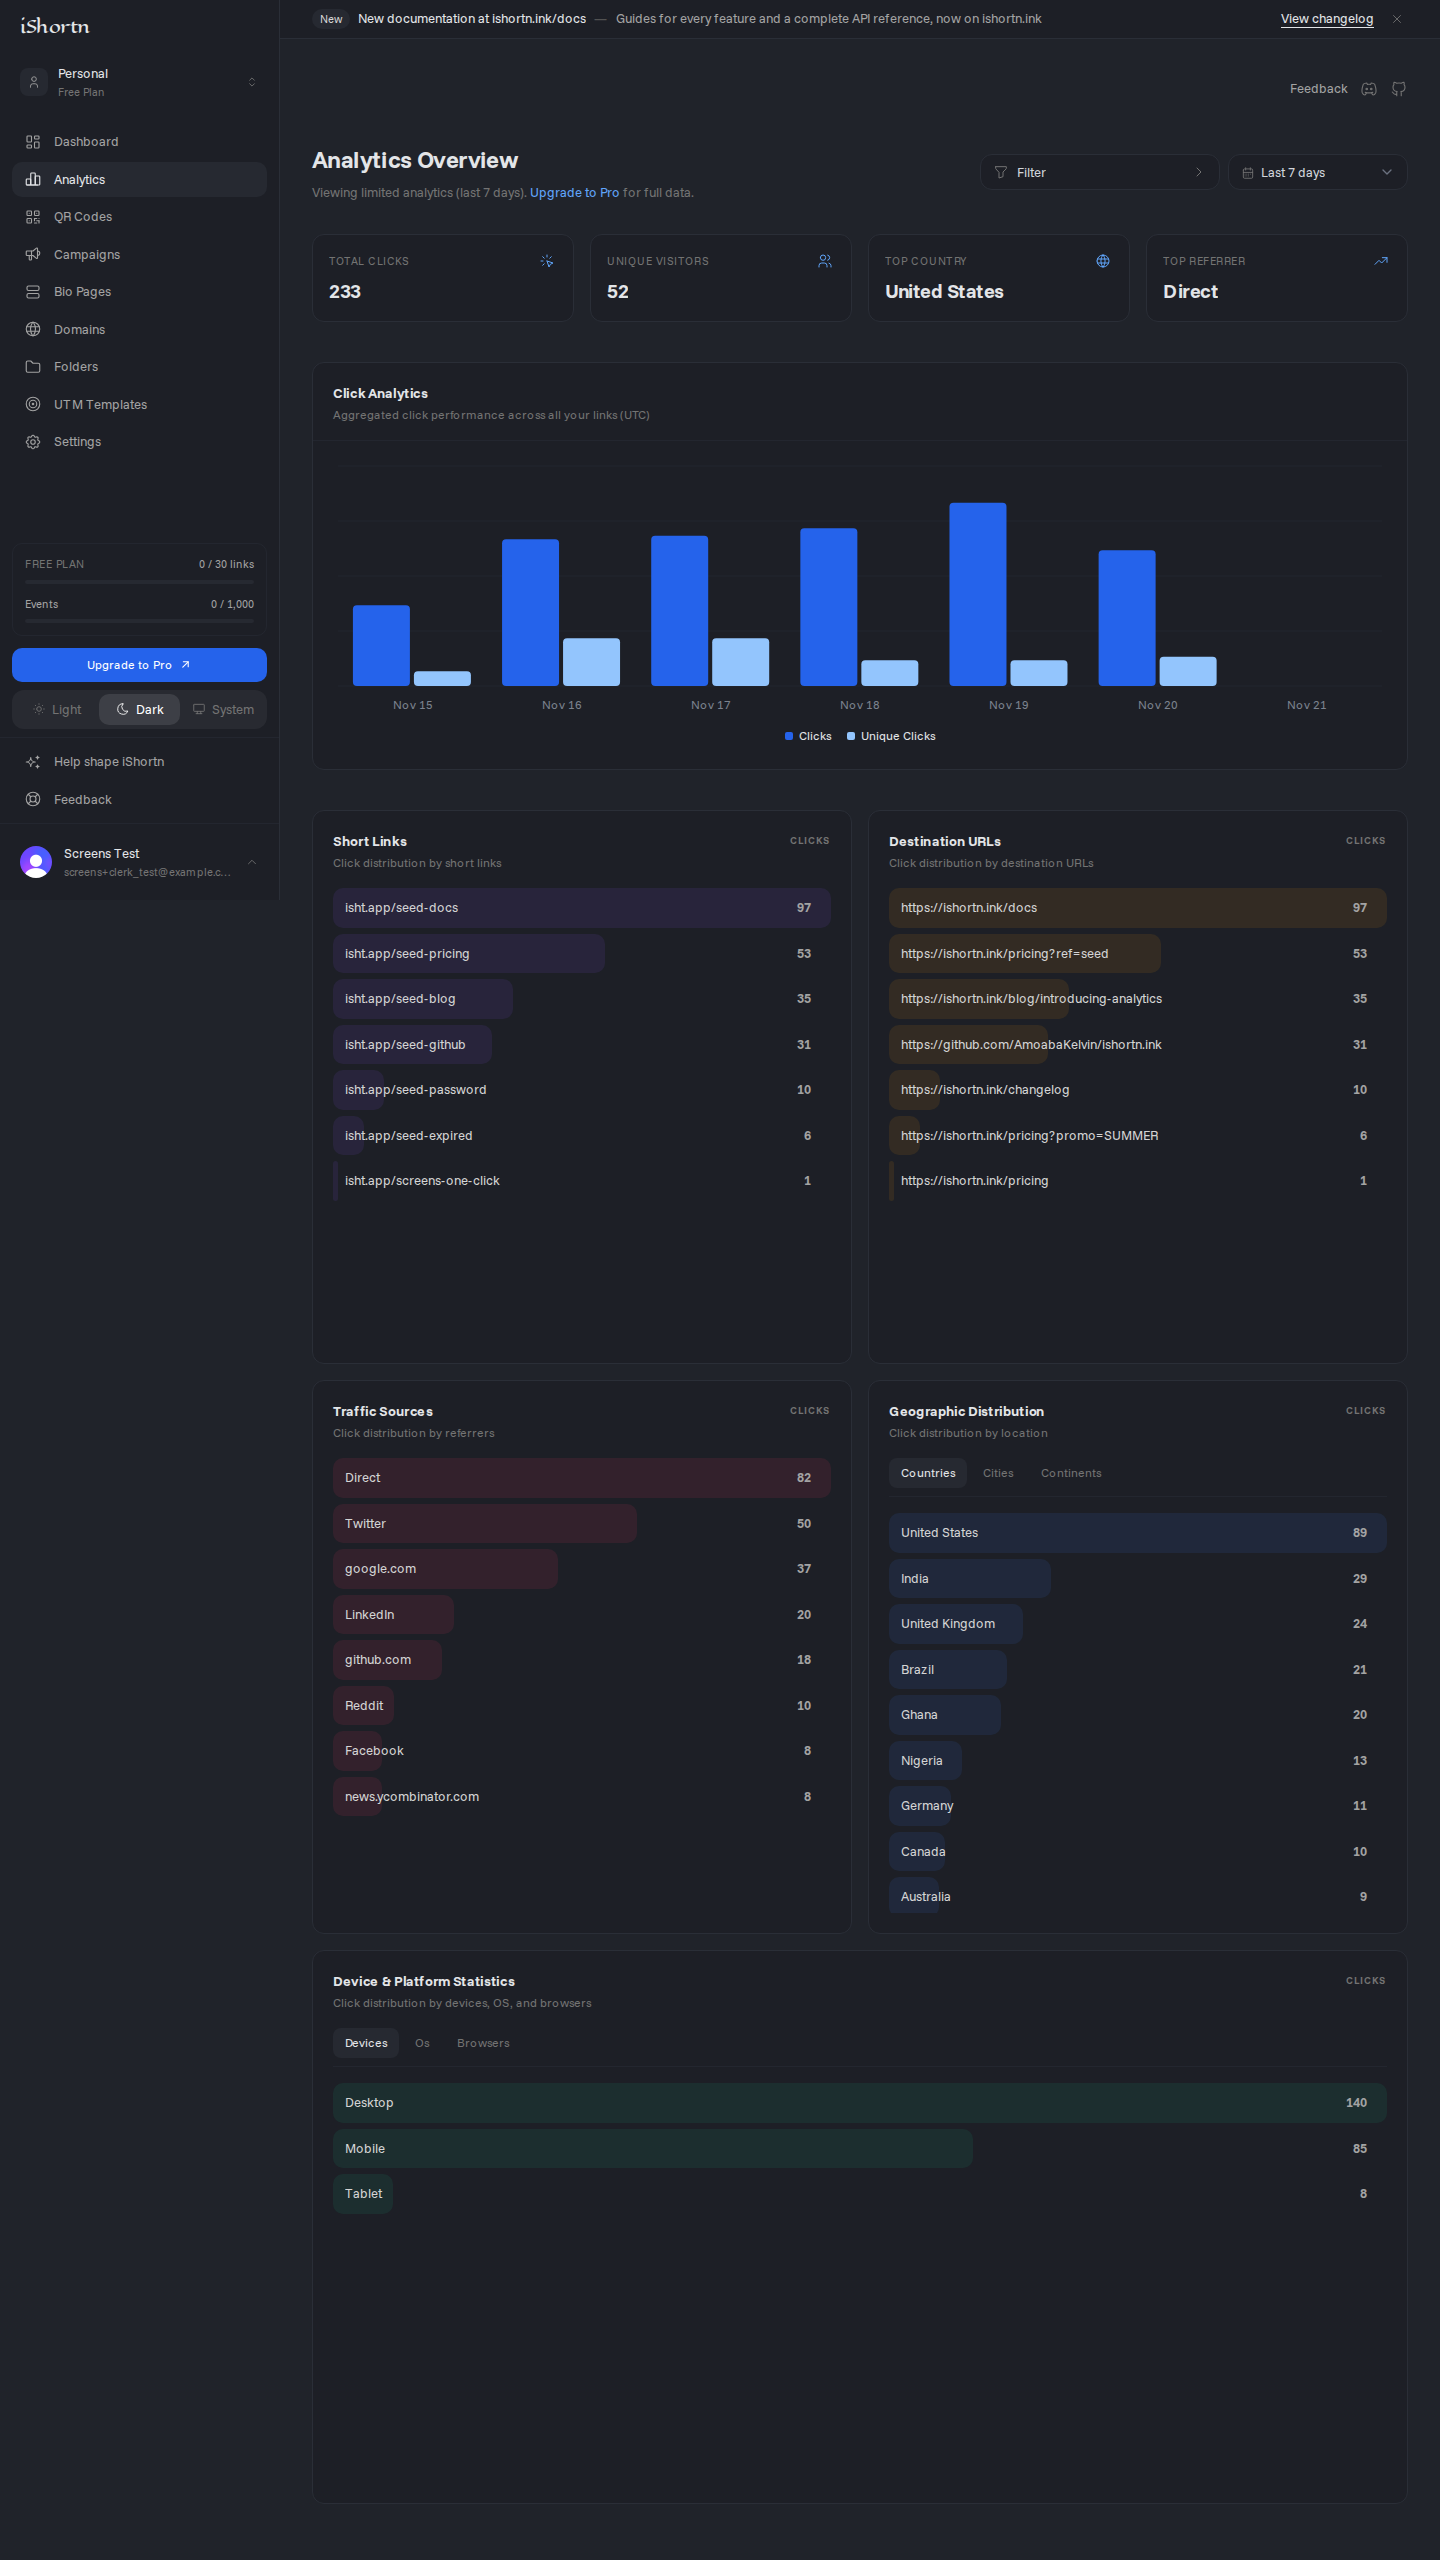 iShortn
Personal
Free Plan
Dashboard
Analytics
QR Codes
Campaigns
Bio Pages
Domains
Folders
UTM Templates
Settings
FREE PLAN 0 / 30 links
Events 0 / 1,000
Upgrade to Pro
Light Dark System
Help shape iShortn
Feedback
Screens Test
screens+clerk_test@example.c...
New New documentation at ishortn.ink/docs — Guides for every feature and a complete API reference, now on ishortn.ink View changelog
Feedback
Analytics Overview
Viewing limited analytics (last 7 days). Upgrade to Pro for full data.
Filter Last 7 days
TOTAL CLICKS
233
UNIQUE VISITORS
52
TOP COUNTRY
United States
TOP REFERRER
Direct
Click Analytics
Aggregated click performance across all your links (UTC)
Nov 15 Nov 16 Nov 17 Nov 18 Nov 19 Nov 20 Nov 21
Clicks Unique Clicks
Short Links CLICKS
Click distribution by short links
isht.app/seed-docs 97
isht.app/seed-pricing 53
isht.app/seed-blog 35
isht.app/seed-github 31
isht.app/seed-password 10
isht.app/seed-expired 6
isht.app/screens-one-click 1
Destination URLs CLICKS
Click distribution by destination URLs
https://ishortn.ink/docs 97
https://ishortn.ink/pricing?ref=seed 53
https://ishortn.ink/blog/introducing-analytics 35
https://github.com/AmoabaKelvin/ishortn.ink 31
https://ishortn.ink/changelog 10
https://ishortn.ink/pricing?promo=SUMMER 6
https://ishortn.ink/pricing 1
Traffic Sources CLICKS
Click distribution by referrers
Direct 82
Twitter 50
google.com 37
LinkedIn 20
github.com 18
Reddit 10
Facebook 8
news.ycombinator.com 8
Geographic Distribution CLICKS
Click distribution by location
Countries Cities Continents
United States 89
India 29
United Kingdom 24
Brazil 21
Ghana 20
Nigeria 13
Germany 11
Canada 10
Australia 9
Device & Platform Statistics CLICKS
Click distribution by devices, OS, and browsers
Devices Os Browsers
Desktop 140
Mobile 85
Tablet 8